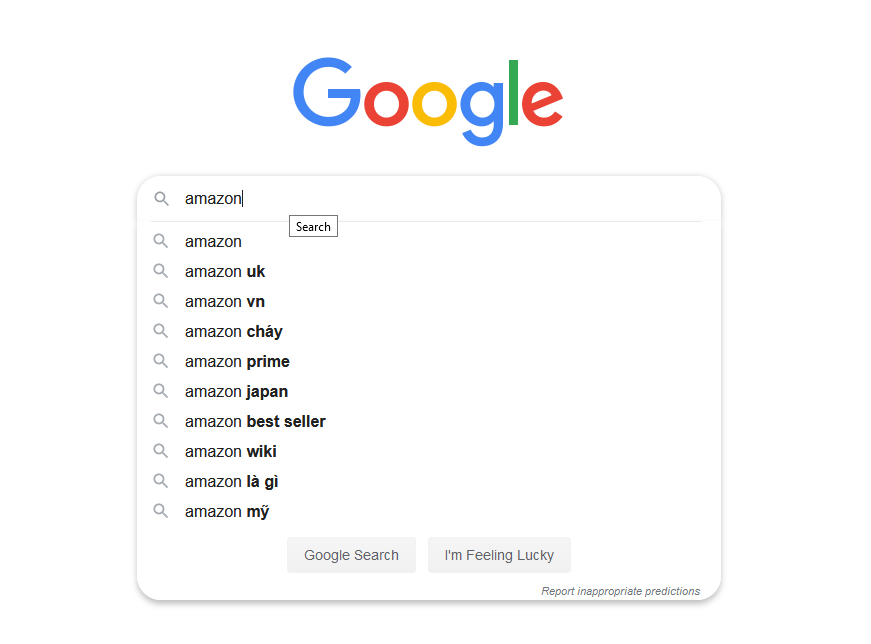 Google
amazon
Search
amazon
amazon uk
amazon vn
amazon cháy
amazon prime
amazon japan
amazon best seller
amazon wiki
amazon là gì
amazon mỹ
Google Search
I'm Feeling Lucky
Report inappropriate predictions